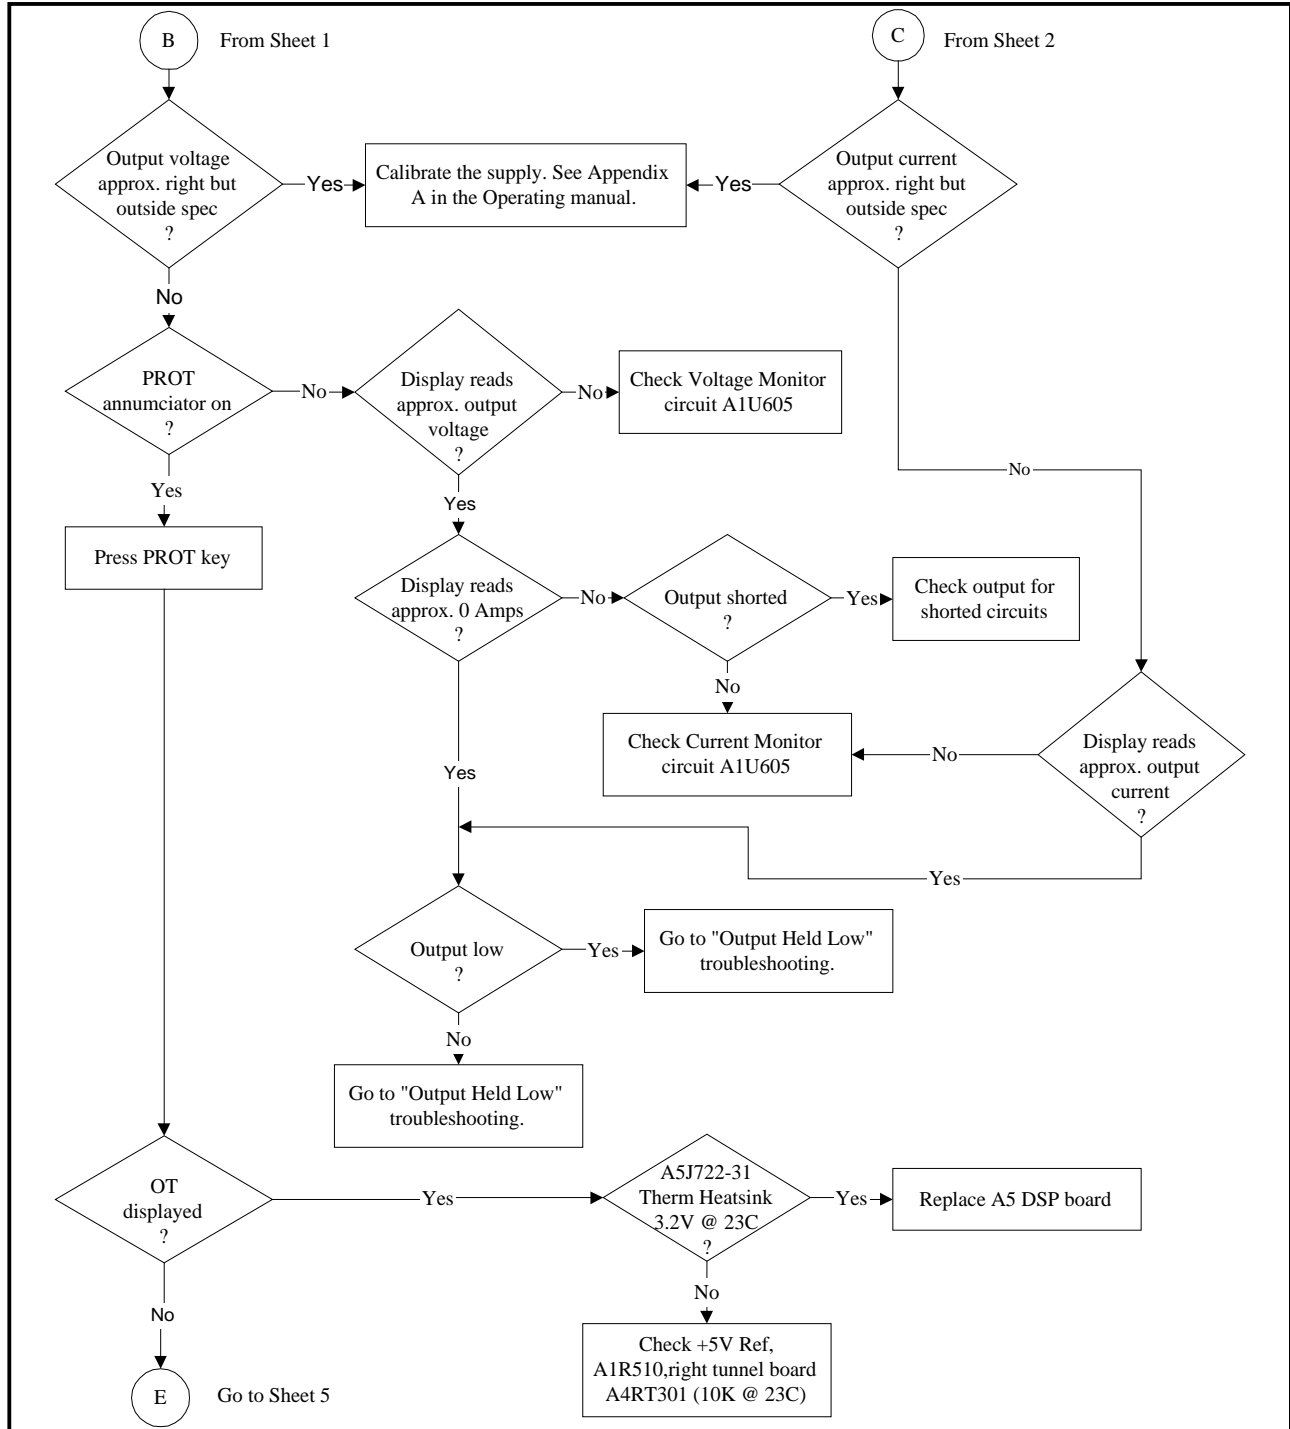 B
From Sheet 1
C
From Sheet 2
Output voltage
approx. right but
outside spec
?
Yes
Calibrate the supply. See Appendix
A in the Operating manual.
Yes
Output current
approx. right but
outside spec
?
No
PROT
annumciator on
?
No
Display reads
approx. output
voltage
?
No
Check Voltage Monitor
circuit A1U605
No
Yes
Yes
Press PROT key
Display reads
approx. 0 Amps
?
No
Output shorted
?
Yes
Check output for
shorted circuits
No
Yes
Check Current Monitor
circuit A1U605
No
Display reads
approx. output
current
?
Yes
Output low
?
Yes
Go to "Output Held Low"
troubleshooting.
No
Go to "Output Held Low"
troubleshooting.
OT
displayed
?
Yes
A5J722-31
Therm Heatsink
3.2V @ 23C
?
Yes
Replace A5 DSP board
No
No
Check +5V Ref,
A1R510,right tunnel board
A4RT301 (10K @ 23C)
E
Go to Sheet 5